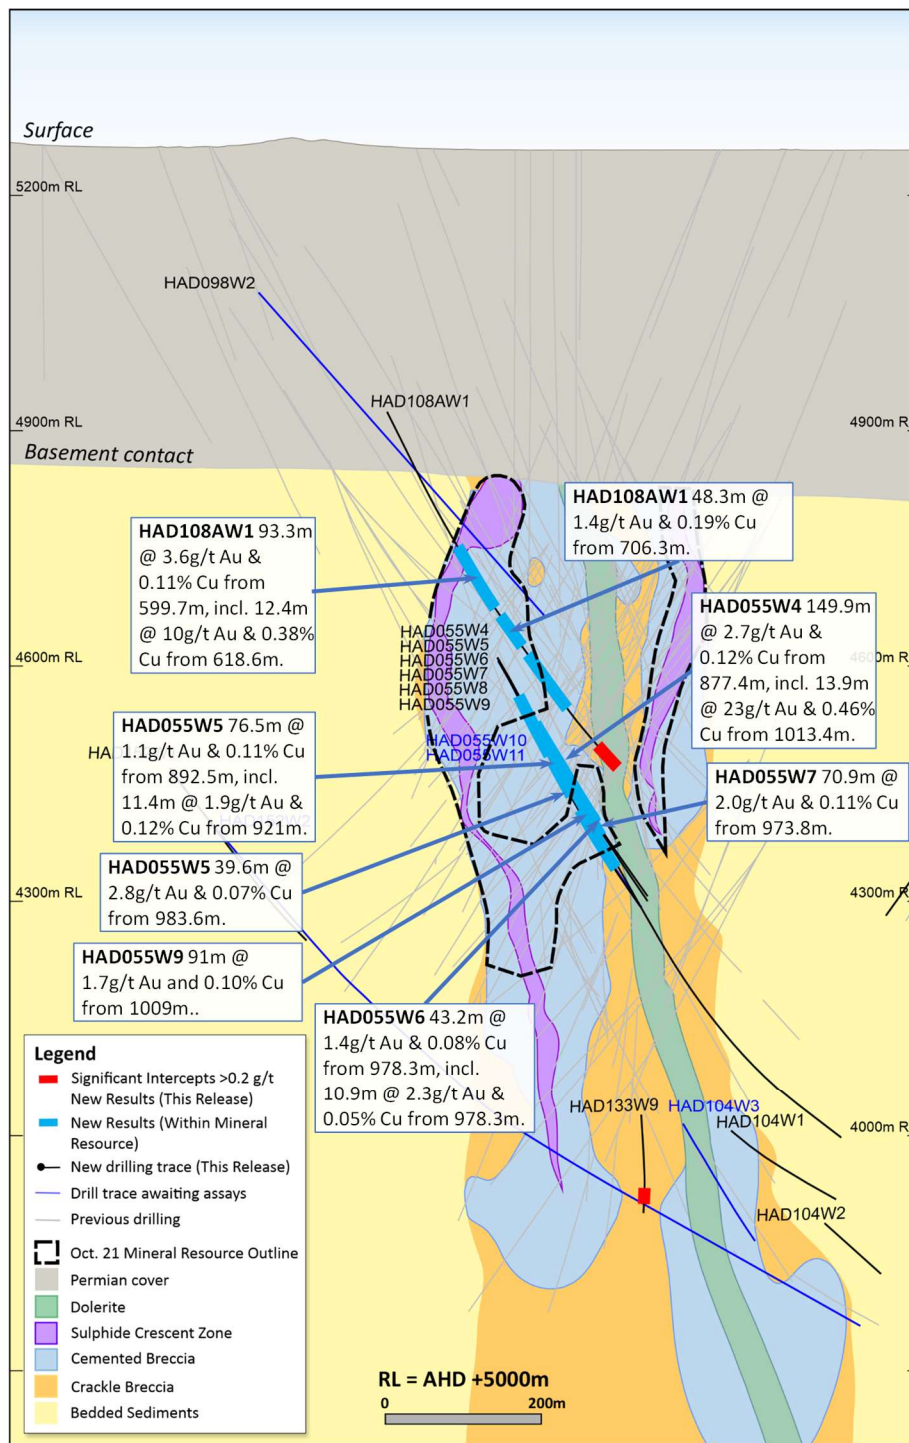 Surface
5200m RL
HAD098W2
HAD108AW1
4900m RL
4900m R
Basement contact
HAD108AW1 48.3m @
1.4g/t Au & 0.19% Cu
from 706.3m.
HAD108AW1 93.3m
@ 3.6g/t Au &
0.11% Cu from
599.7m, incl. 12.4m
@ 10g/t Au & 0.38%
Cu from 618.6m.
HAD055W4 149.9m
@ 2.7g/t Au &
0.12% Cu from
877.4m, incl. 13.9m
@ 23g/t Au & 0.46%
Cu from 1013.4m.
4600m RL
HAD055W4
HAD055W5
HAD055W6
HAD055W7
HAD055W8
HAD055W9
HAD055W10
HAD055W11
HAD055W5 76.5m @
1.1g/t Au & 0.11% Cu
from 892.5m, incl.
11.4m @ 1.9g/t Au &
0.12% Cu from 921m.
HAD055W7 70.9m @
2.0g/t Au & 0.11% Cu
from 973.8m.
HAD055W5 39.6m @
2.8g/t Au & 0.07% Cu
from 983.6m.
4300m RL
4300m R
HAD055W9 91m @
1.7g/t Au and 0.10% Cu
from 1009m..
HAD055W6 43.2m @
1.4g/t Au & 0.08% Cu
from 978.3m, incl.
10.9m @ 2.3g/t Au &
0.05% Cu from 978.3m.
HAD133W9
HAD104W3
HAD104W1
4000m R
HAD104W2
Legend
Significant Intercepts >0.2 g/t
New Results (This Release)
New Results (Within Mineral
Resource)
New drilling trace (This Release)
Drill trace awaiting assays
Previous drilling
Oct. 21 Mineral Resource Outline
Permian cover
Dolerite
Sulphide Crescent Zone
Cemented Breccia
Crackle Breccia
Bedded Sediments
RL = AHD +5000m
0 200m